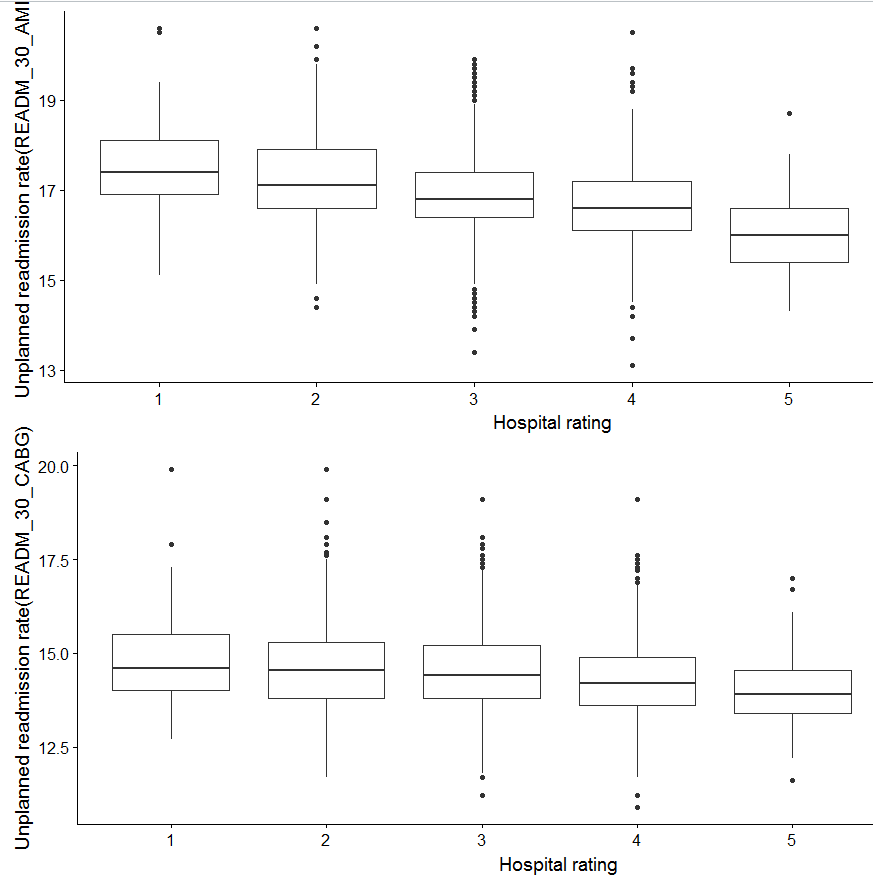 Unplanned readmission rate(READM_30_AMI
19
17
15
13
1 2 3 4 5
Hospital rating
Unplanned readmission rate(READM_30_CABG)
20.0
17.5
15.0
12.5
1 2 3 4 5
Hospital rating